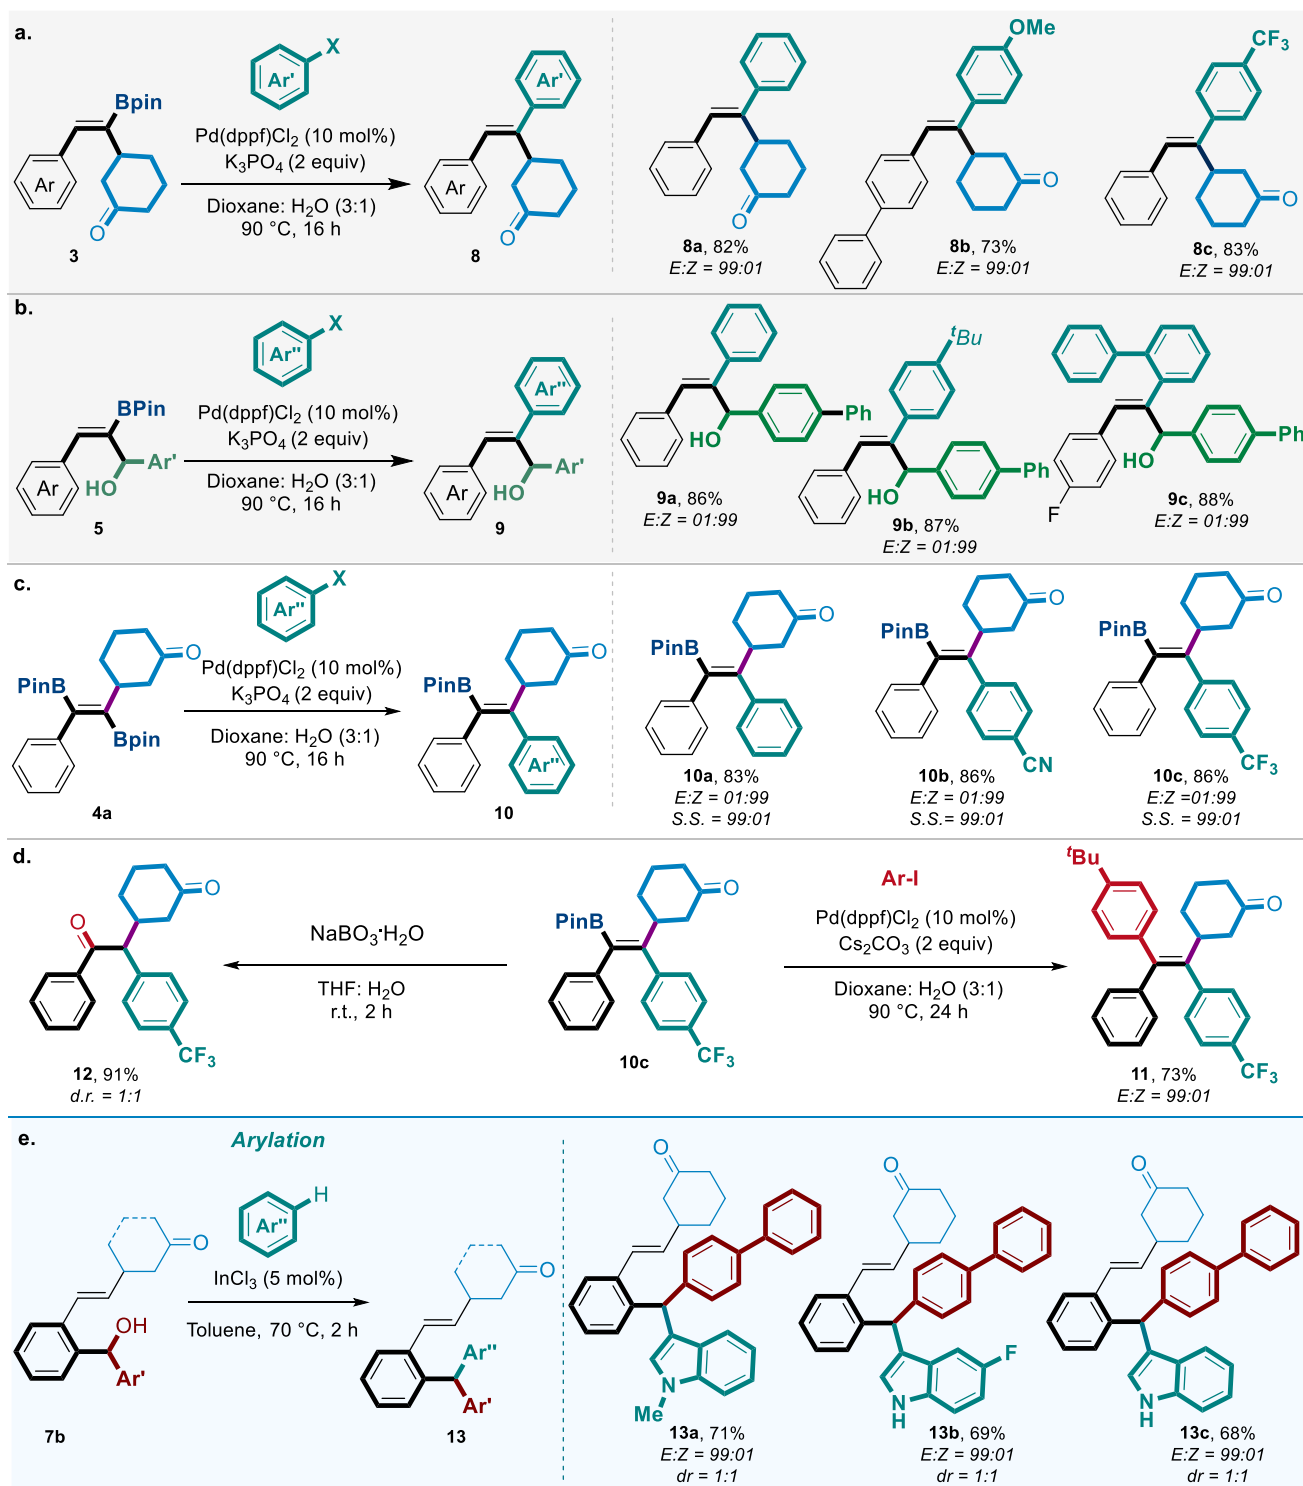 a.
X
Ar'
Bpin
Ar
O
3
Pd(dppf)Cl2 (10 mol%)
K3PO4 (2 equiv)
Dioxane: H2O (3:1)
90 °C, 16 h
Ar'
Ar
O
8
O
8a, 82%
E:Z = 99:01
OMe
O
8b, 73%
E:Z = 99:01
CF3
O
8c, 83%
E:Z = 99:01
b.
X
Ar"
BPin
Ar'
HO
Ar
5
Pd(dppf)Cl2 (10 mol%)
K3PO4 (2 equiv)
Dioxane: H2O (3:1)
90 °C, 16 h
Ar"
Ar'
HO
Ar
9
Ph
HO
9a, 86%
E:Z = 01:99
tBu
Ph
HO
9b, 87%
E:Z = 01:99
Ph
HO
F
9c, 88%
E:Z = 01:99
c.
X
Ar"
O
PinB
Bpin
4a
Pd(dppf)Cl2 (10 mol%)
K3PO4 (2 equiv)
Dioxane: H2O (3:1)
90 °C, 16 h
O
PinB
Ar"
10
O
PinB
10a, 83%
E:Z = 01:99
S.S. = 99:01
O
PinB
CN
10b, 86%
E:Z = 01:99
S.S.= 99:01
O
PinB
CF3
10c, 86%
E:Z =01:99
S.S. = 99:01
d.
O
O
CF3
12, 91%
d.r. = 1:1
NaBO3·H2O
THF: H2O
r.t., 2 h
O
PinB
CF3
10c
Ar-I
Pd(dppf)Cl2 (10 mol%)
Cs2CO3 (2 equiv)
Dioxane: H2O (3:1)
90 °C, 24 h
tBu
O
CF3
11, 73%
E:Z = 99:01
e.
Arylation
H
Ar"
O
OH
Ar'
7b
InCl3 (5 mol%)
Toluene, 70 °C, 2 h
O
Ar"
Ar'
13
O
N
Me
13a, 71%
E:Z = 99:01
dr = 1:1
O
F
N
H
13b, 69%
E:Z = 99:01
dr = 1:1
O
N
H
13c, 68%
E:Z = 99:01
dr = 1:1